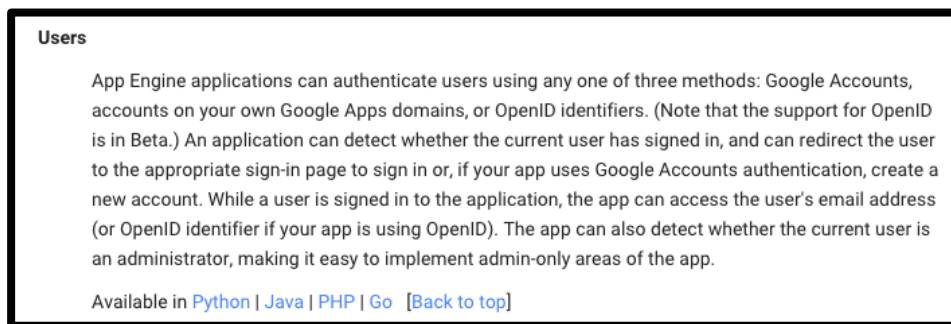 Users
App Engine applications can authenticate users using any one of three methods: Google Accounts,
accounts on your own Google Apps domains, or OpenID identifiers. (Note that the support for OpenID
is in Beta.) An application can detect whether the current user has signed in, and can redirect the user
to the appropriate sign-in page to sign in or, if your app uses Google Accounts authentication, create a
new account. While a user is signed in to the application, the app can access the user's email address
(or OpenID identifier if your app is using OpenID). The app can also detect whether the current user is
an administrator, making it easy to implement admin-only areas of the app.
Available in Python | Java | PHP | Go [Back to top]